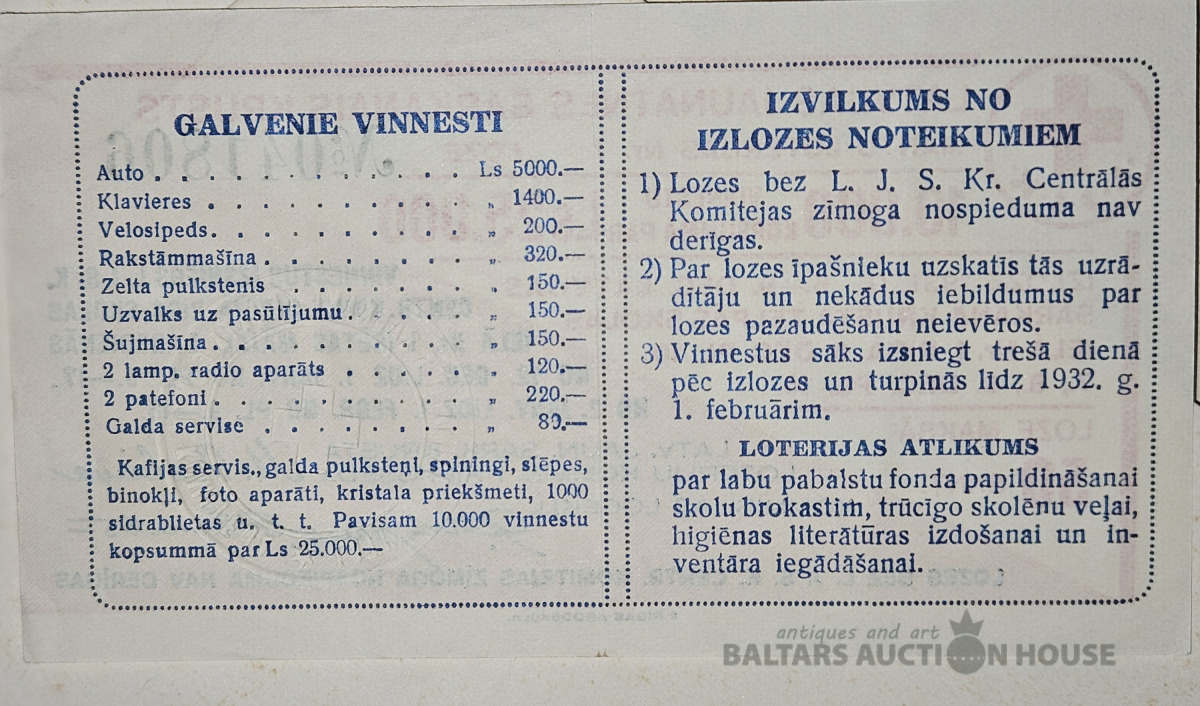 GALVENIE VINNESTI
Auto . . . . . . . . . . . . Ls 5000.—
Klavieres . . . . . . . . . . „ 1400.—
Velosipeds. . . . . . . . . . „ 200.—
Rakstāmmašīna . . . . . . . . „ 320.—
Zelta pulkstenis . . . . . . . „ 150.—
Uzvalks uz pasūtījumu. . . . . „ 150.—
Šujmašīna. . . . . . . . . . „ 150.—
2 lamp. radio aparāts . . . . . „ 120.—
2 patefoni. . . . . . . . . . „ 220.—
Galda servise . . . . . . . . „ 80.—
Kafijas servis., galda pulksteņi, spiningi, slēpes,
binokļi, foto aparāti, kristala priekšmeti, 1000
sidrablietas u. t. t. Pavisam 10.000 vinnestu
kopsummā par Ls 25.000.—
IZVILKUMS NO
IZLOZES NOTEIKUMIEM
1) Lozes bez L. J. S. Kr. Centrālās
Komitejas zīmoga nospieduma nav
derīgas.
2) Par lozes īpašnieku uzskatīs tās uzrā-
dītāju un nekādus iebildumus par
lozes pazaudēšanu neievēros.
3) Vinnestus sāks izsniegt trešā dienā
pēc izlozes un turpinās līdz 1932. g.
1. februārim.
LOTERIJAS ATLIKUMS
par labu pabalstu fonda papildināšanai
skolu brokastim, trūcīgo skolēnu veļai,
higiēnas literātūras izdošanai un in-
ventāra iegādāšanai.
antiques and art
BALTARS AUCTION HOUSE